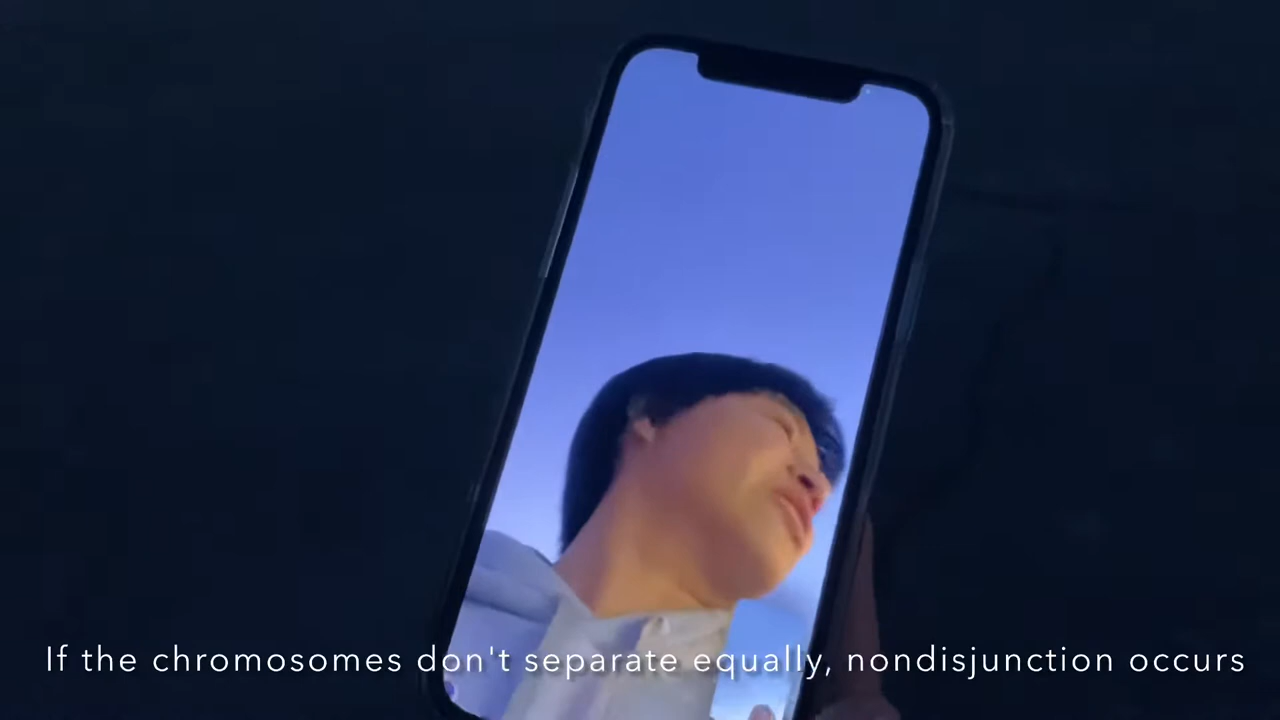 If the chromosomes don't separate equally, nondisjunction occurs